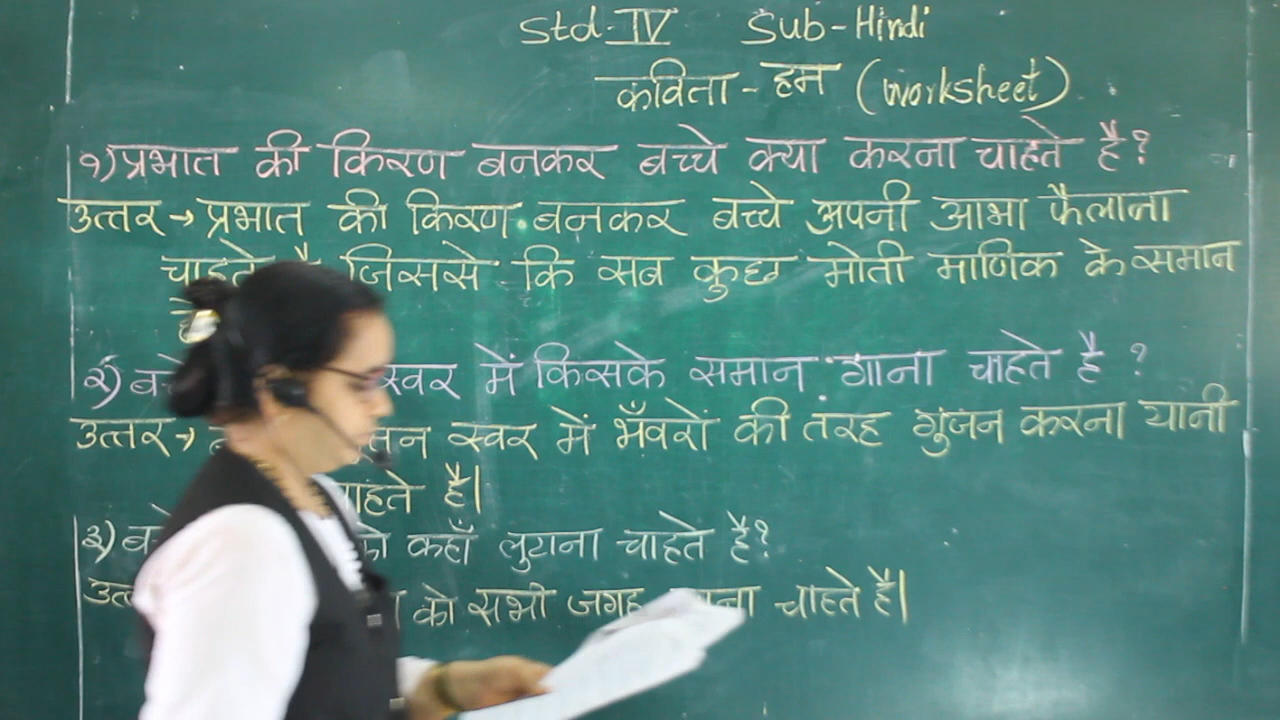 Std-IV Sub-Hindi
कविता - हम (Worksheet)
१) प्रभात की किरण बनकर बच्चे क्या करना चाहते है?
उत्तर → प्रभात की किरण बनकर बच्चे अपनी आभा फैलाना
चाहते जिससे कि सब कुछ मोती माणिक के समान
२) स्वर में किसके समान गाना चाहते है ?
उत्तर → स्वर में भँवरों की तरह गुंजन करना यानी
है।
३) कहाँ लुटाना चाहते है?
को सभी जगह चाहते है।